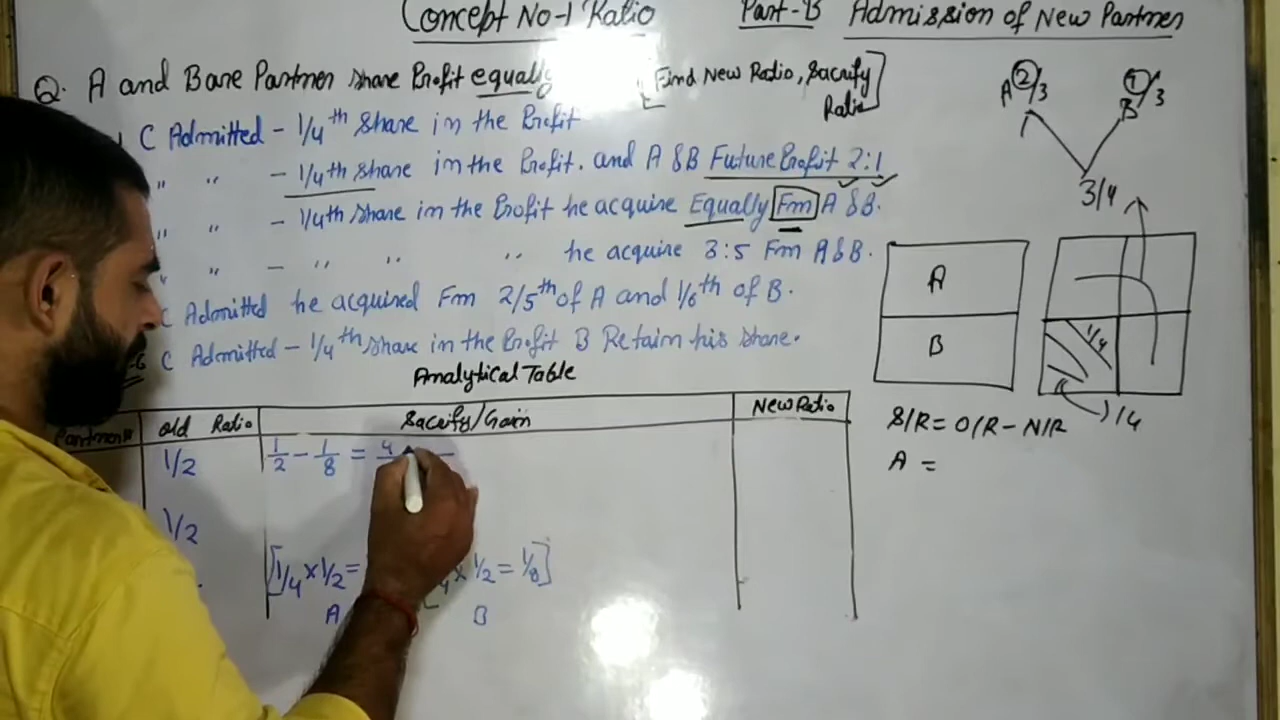 Concept No-1 Ratio Part-B Admission of New Partner
Q. A and B are Partner share Profit equally [Find New Ratio, Sacrify Ratio]
C Admitted - 1/4th share in the Profit
" " - 1/4th share in the Profit. and A & B Future Profit 2:1
" " - 1/4th share in the Profit he acquire Equally Fm A & B.
" " - " " " he acquire 3:5 Fm A & B.
C Admitted he acquired Fm 2/5th of A and 1/6th of B.
C Admitted - 1/4th share in the Profit B Retain his share.
Analytical Table
Partners Old Ratio Sacrify/Gain New Ratio
1/2 1/2 - 1/8 = 4
1/2
[1/4 × 1/2 = × 1/2 = 1/8]
A B
A 2/3 B 1/3
3/4
A
B
1/4
1/4
S/R = O/R - N/R
A =